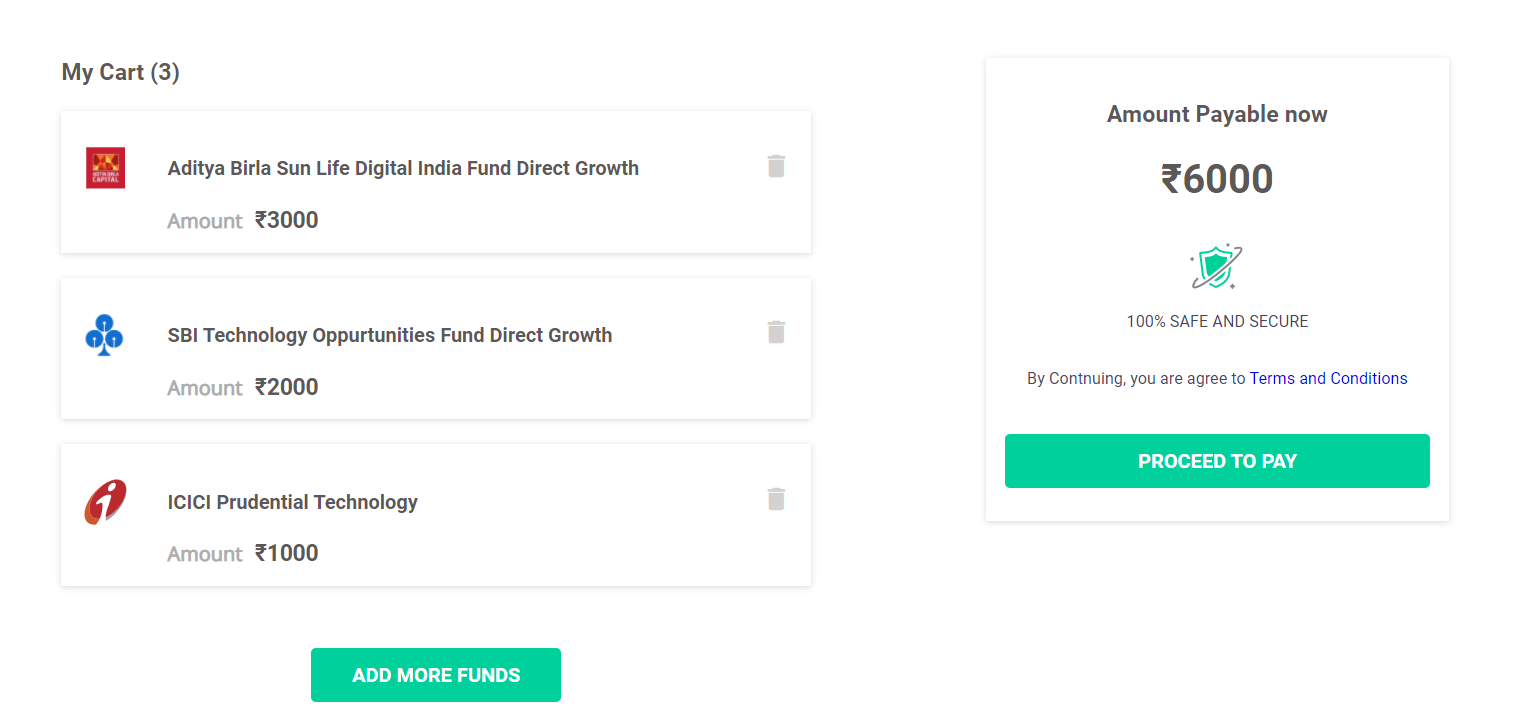 My Cart (3)
Aditya Birla Sun Life Digital India Fund Direct Growth
Amount ₹3000
SBI Technology Oppurtunities Fund Direct Growth
Amount ₹2000
ICICI Prudential Technology
Amount ₹1000
ADD MORE FUNDS
Amount Payable now
₹6000
100% SAFE AND SECURE
By Contnuing, you are agree to Terms and Conditions
PROCEED TO PAY
ADITYA BIRLA
CAPITAL